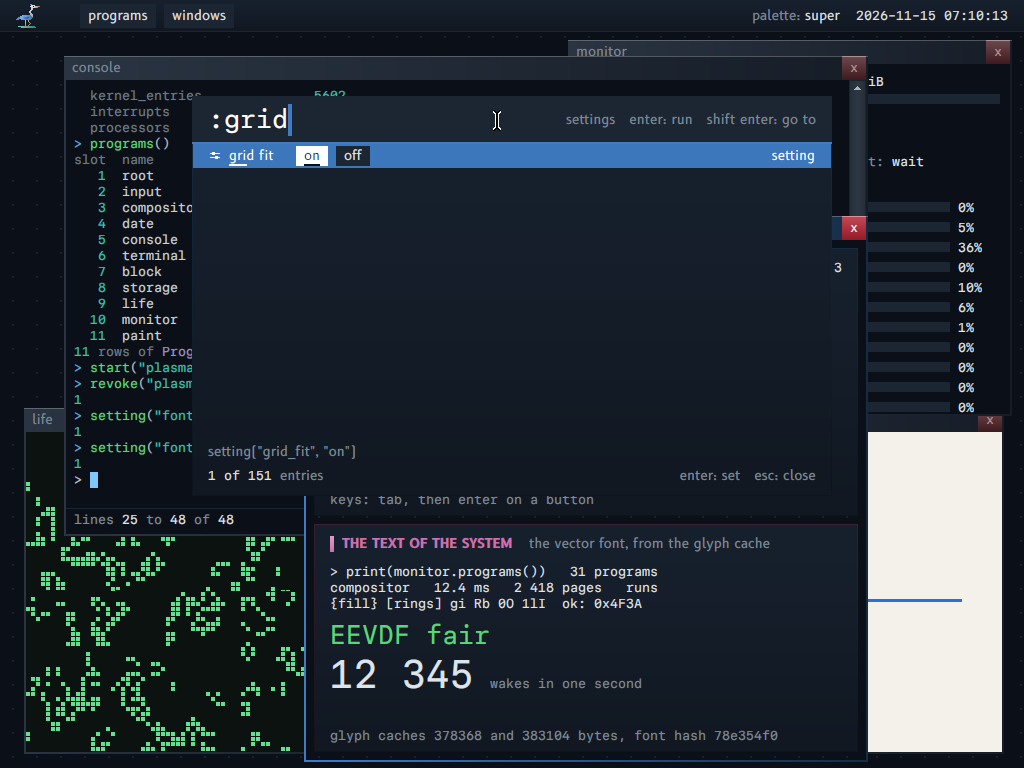 programs windows palette: super 2026-11-15 07:10:13
monitor x
console x
kernel_entries 5602
iB
interrupts
processors
:grid settings enter: run shift enter: go to
> programs()
slot name
grid fit on off setting
t: wait
1 root
2 input
3 composito
4 date
5 console
6 terminal
7 block
8 storage
9 life
10 monitor
11 paint
11 rows of Prog
> start("plasma
> revoke("plasm
1
> setting("font
1
> setting("font
1
>
lines 25 to 48 of 48
0%
5%
36%
0%
10%
6%
1%
0%
0%
0%
0%
x
3
setting["grid_fit", "on"]
1 of 151 entries enter: set esc: close
life x
keys: tab, then enter on a button
THE TEXT OF THE SYSTEM the vector font, from the glyph cache
> print(monitor.programs()) 31 programs
compositor 12.4 ms 2 418 pages runs
{fill} [rings] gi Rb 0O 1lI ok: 0x4F3A
EEVDF fair
12 345 wakes in one second
glyph caches 378368 and 383104 bytes, font hash 78e354f0